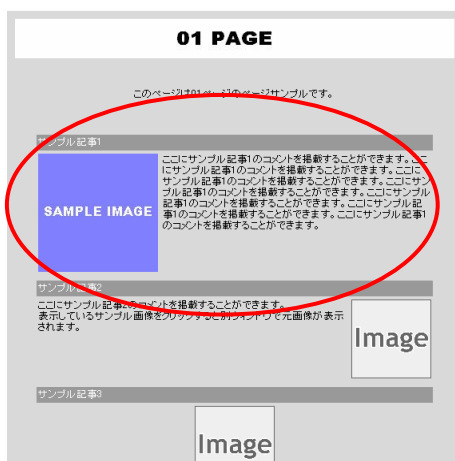 01 PAGE
このページは01ページのページサンプルです。
サンプル記事1
SAMPLE IMAGE
ここにサンプル記事1のコメントを掲載することができます。ここ
にサンプル記事1のコメントを掲載することができます。ここに
サンプル記事1のコメントを掲載することができます。ここにサン
プル記事1のコメントを掲載することができます。ここにサンプル
記事1のコメントを掲載することができます。ここにサンプル記
事1のコメントを掲載することができます。ここにサンプル記事1
のコメントを掲載することができます。
サンプル記事2
ここにサンプル記事2のコメントを掲載することができます。
表示しているサンプル画像をクリックすると別ウィンドウで元画像が表示
されます。
Image
サンプル記事3
Image